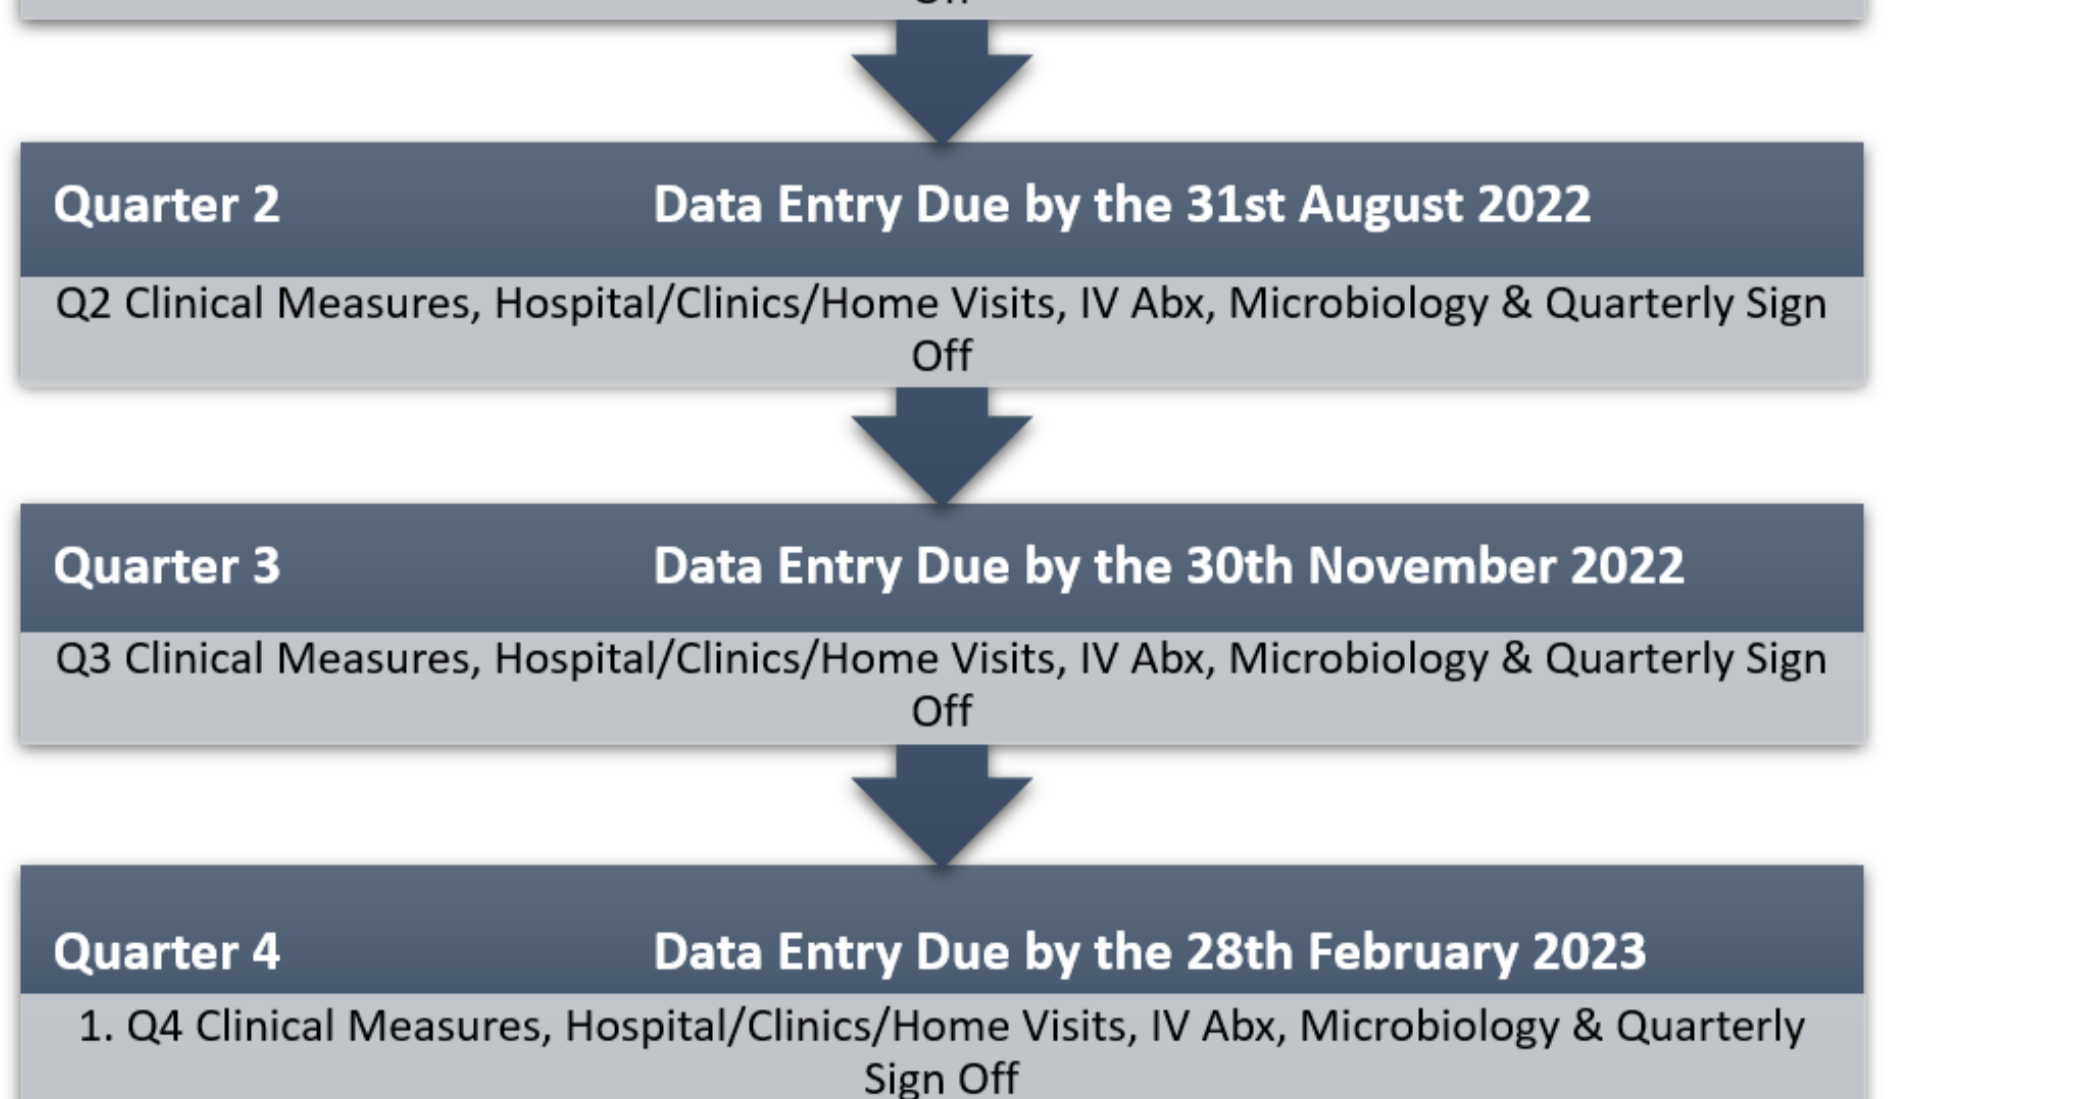 Off
Quarter 2 Data Entry Due by the 31st August 2022
Q2 Clinical Measures, Hospital/Clinics/Home Visits, IV Abx, Microbiology & Quarterly Sign
Off
Quarter 3 Data Entry Due by the 30th November 2022
Q3 Clinical Measures, Hospital/Clinics/Home Visits, IV Abx, Microbiology & Quarterly Sign
Off
Quarter 4 Data Entry Due by the 28th February 2023
1. Q4 Clinical Measures, Hospital/Clinics/Home Visits, IV Abx, Microbiology & Quarterly
Sign Off